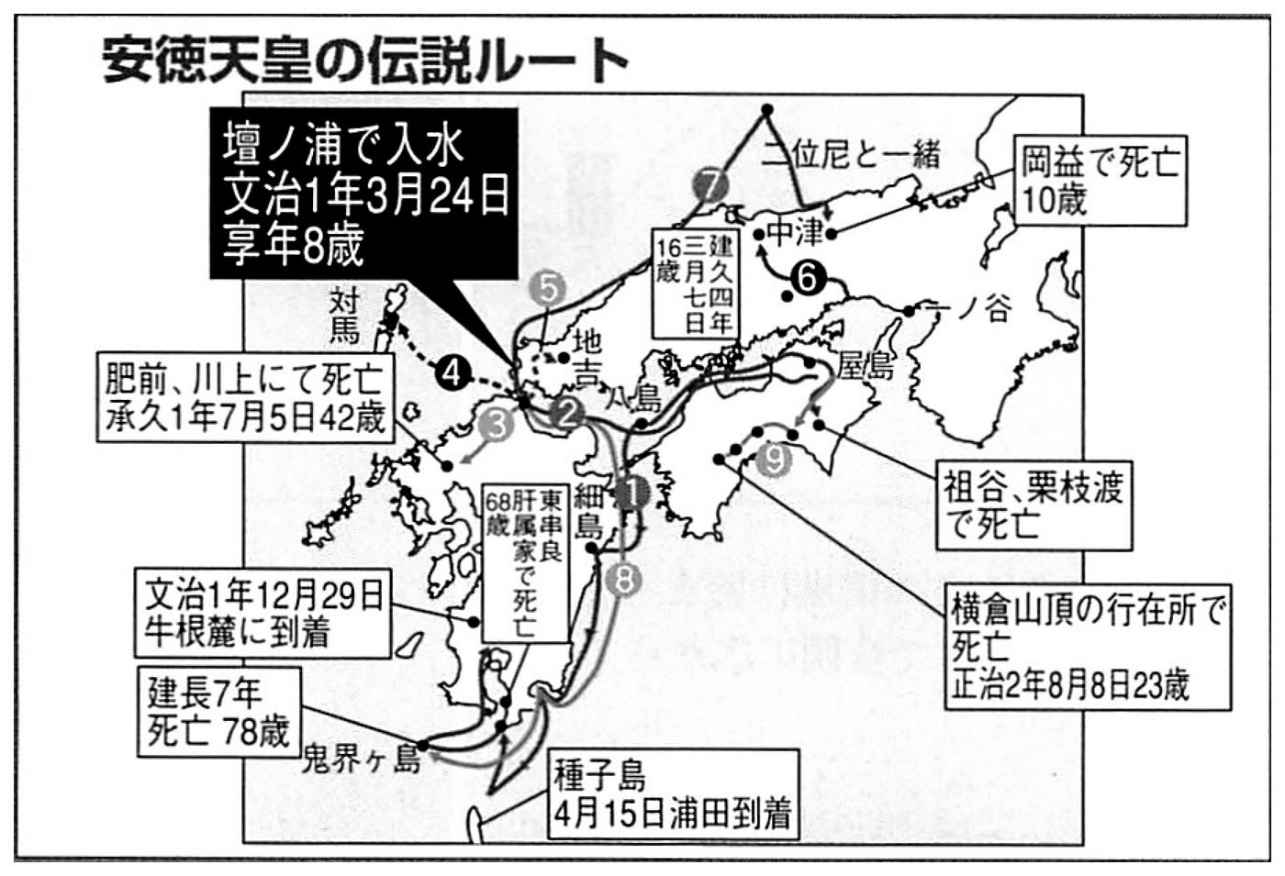 安徳天皇の伝説ルート
壇ノ浦で入水
文治1年3月24日
享年8歳
二位尼と一緒
岡益で死亡
10歳
7
中津
建久四年
三月七日
16歳
6
一ノ谷
5
対馬
地吉
4
屋島
八島
肥前、川上にて死亡
承久1年7月5日42歳
3
2
9
祖谷、栗枝渡
で死亡
1
細島
東串良
肝属家で死亡
68歳
8
文治1年12月29日
牛根麓に到着
横倉山頂の行在所で
死亡
正治2年8月8日23歳
建長7年
死亡 78歳
鬼界ヶ島
種子島
4月15日浦田到着